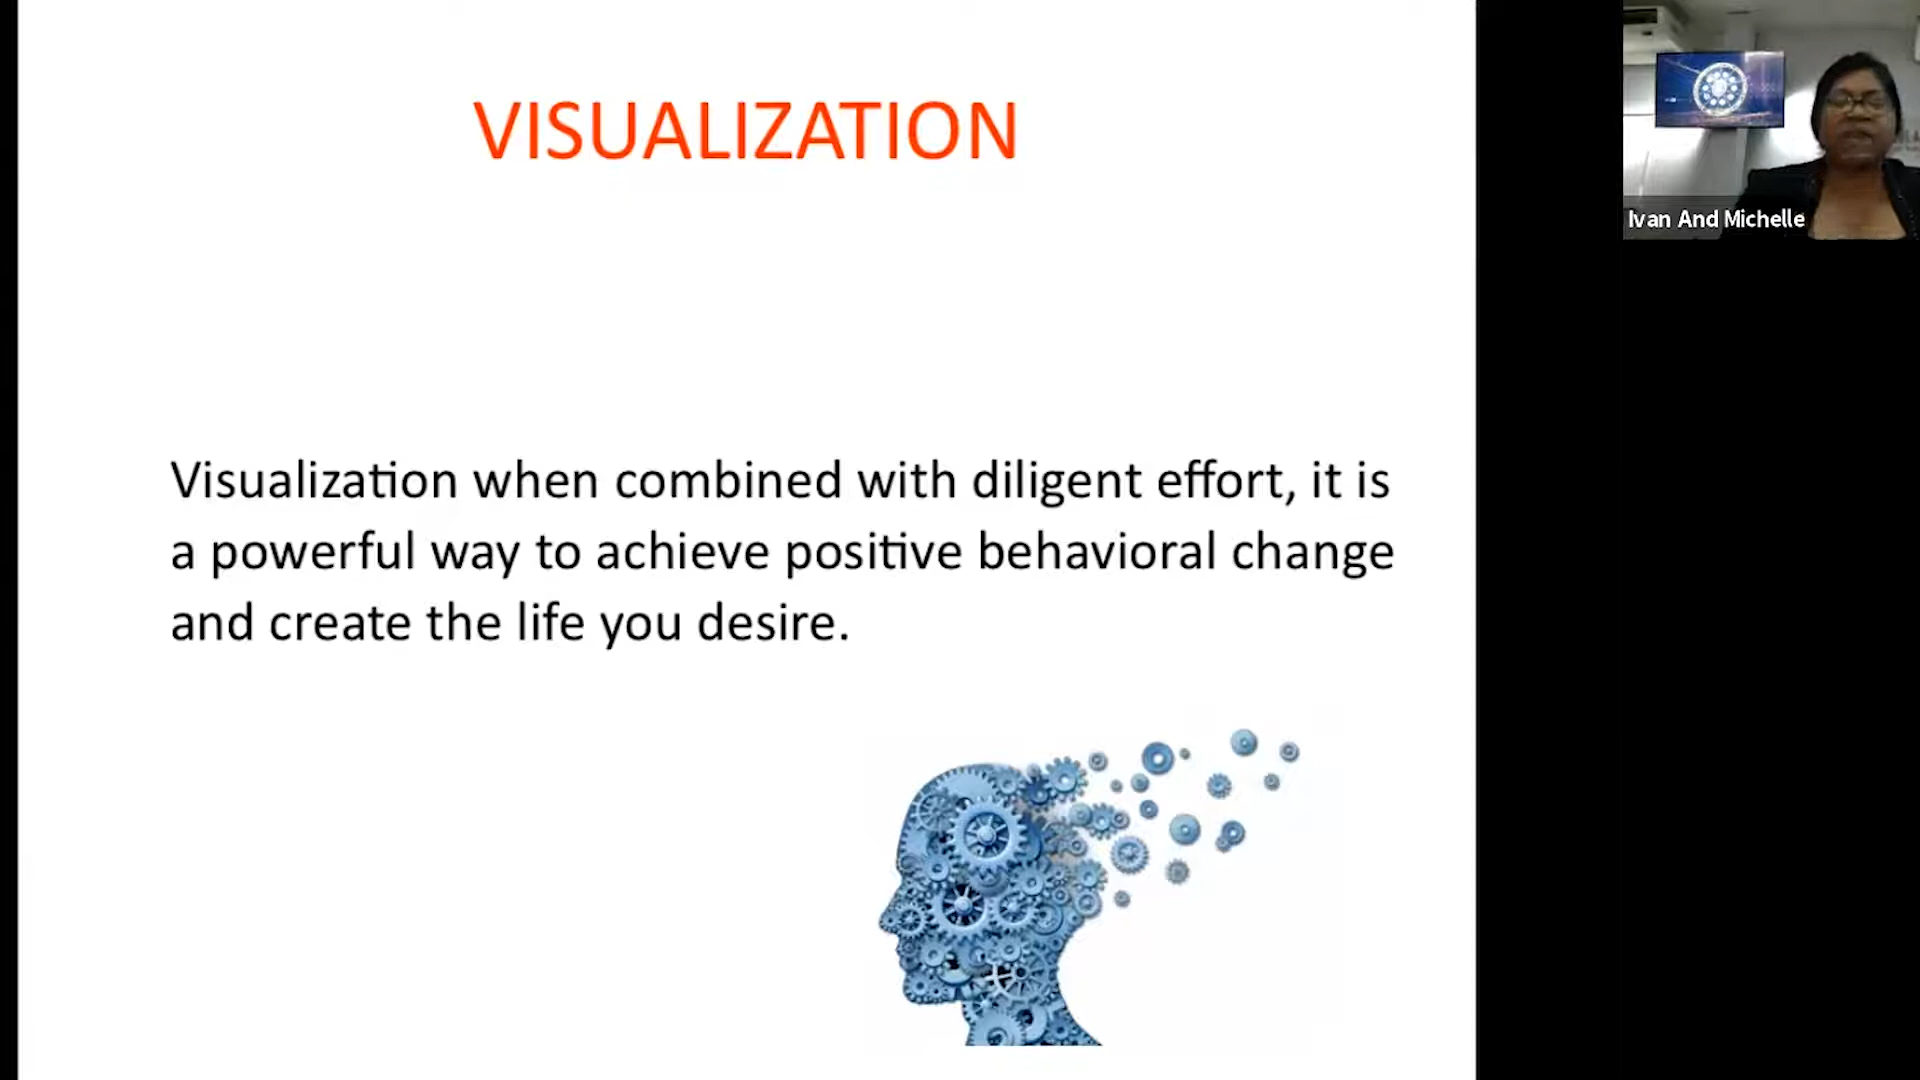 VISUALIZATION
Visualization when combined with diligent effort, it is
a powerful way to achieve positive behavioral change
and create the life you desire.
Ivan And Michelle